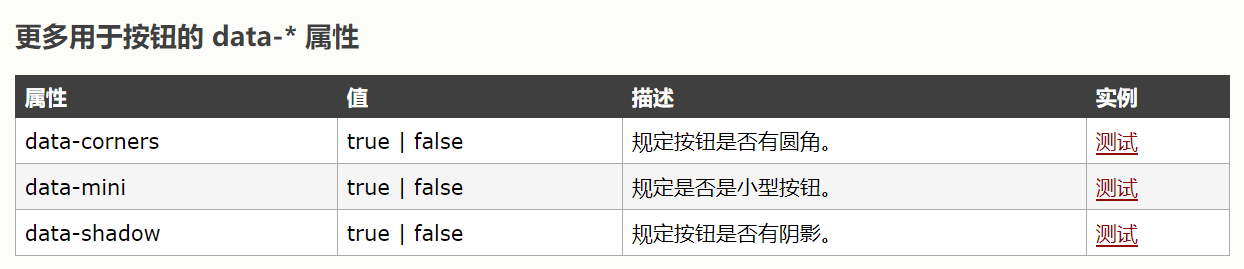 更多用于按钮的 data-* 属性
属性 值 描述 实例
data-corners true | false 规定按钮是否有圆角。 测试
data-mini true | false 规定是否是小型按钮。 测试
data-shadow true | false 规定按钮是否有阴影。 测试